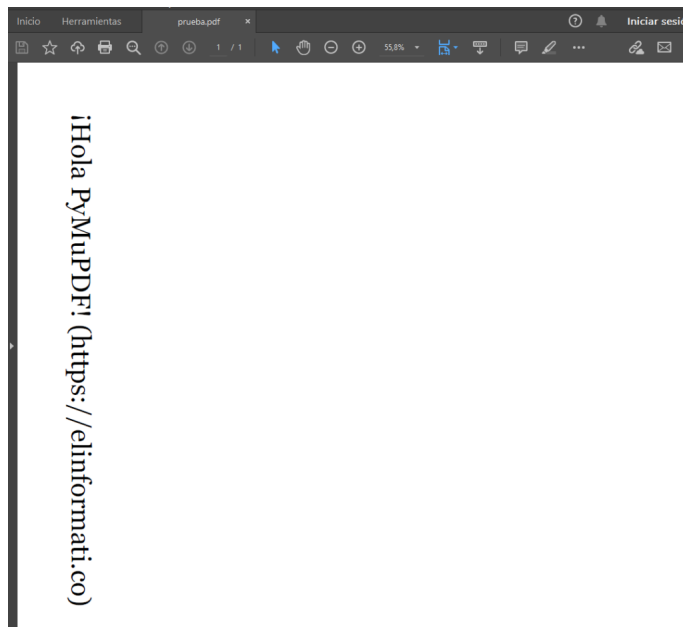 Inicio Herramientas prueba.pdf × Iniciar sesi
1 / 1 55,8%
¡Hola PyMuPDF! (https://elinformati.co)